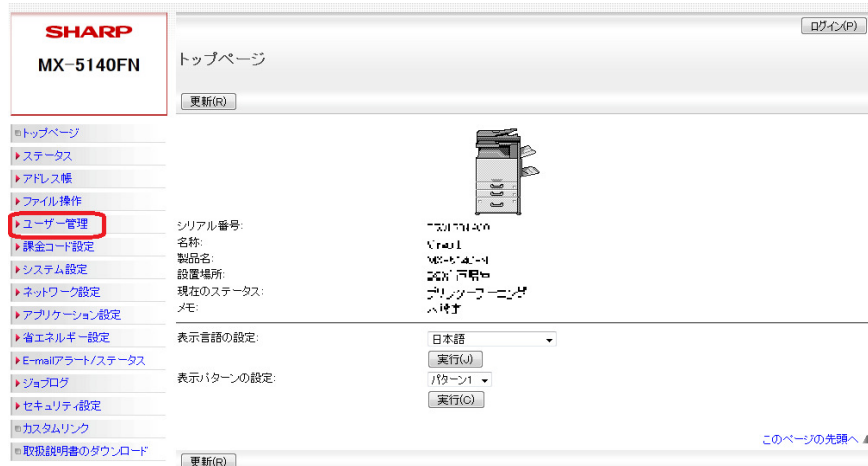 SHARP
MX-5140FN
ログイン(P)
トップページ
更新(R)
トップページ
ステータス
アドレス帳
ファイル操作
ユーザー管理
課金コード設定
システム設定
ネットワーク設定
アプリケーション設定
省エネルギー設定
E-mailアラート/ステータス
ジョブログ
セキュリティ設定
カスタムリンク
取扱説明書のダウンロード
シリアル番号:
名称:
製品名:
設置場所:
現在のステータス:
メモ:
表示言語の設定: 日本語
実行(J)
表示パターンの設定: パターン1
実行(C)
このページの先頭へ
更新(R)